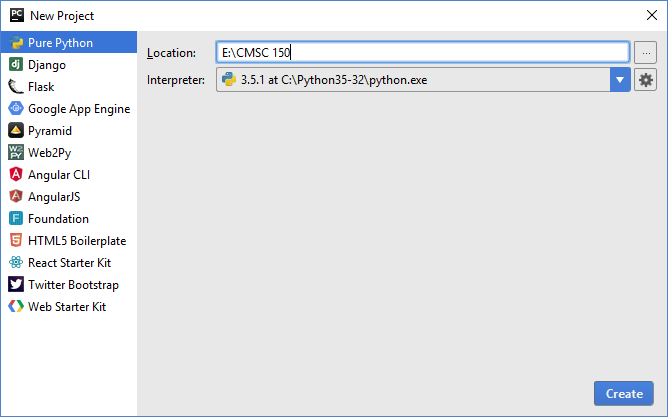 PC New Project
Pure Python
Django
Flask
Google App Engine
Pyramid
Web2Py
Angular CLI
AngularJS
Foundation
HTML5 Boilerplate
React Starter Kit
Twitter Bootstrap
Web Starter Kit
Location: E:\CMSC 150 ...
Interpreter: 3.5.1 at C:\Python35-32\python.exe
Create